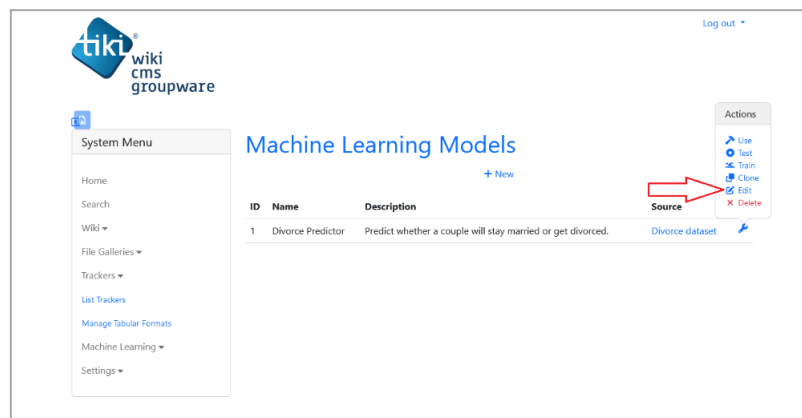 Log out
tiki®
wiki
cms
groupware
Actions
Use
Test
Train
Clone
Edit
Delete
System Menu
Home
Search
Wiki
File Galleries
Trackers
List Trackers
Manage Tabular Formats
Machine Learning
Settings
Machine Learning Models
+ New
ID Name Description Source
1 Divorce Predictor Predict whether a couple will stay married or get divorced. Divorce dataset